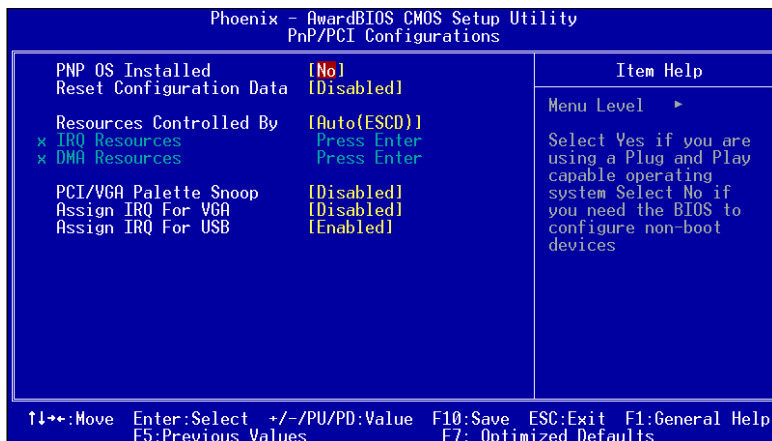 Phoenix - AwardBIOS CMOS Setup Utility
PnP/PCI Configurations
PNP OS Installed [No]
Reset Configuration Data [Disabled]
Resources Controlled By [Auto(ESCD)]
x IRQ Resources Press Enter
x DMA Resources Press Enter
PCI/VGA Palette Snoop [Disabled]
Assign IRQ For VGA [Disabled]
Assign IRQ For USB [Enabled]
Item Help
Menu Level ►
Select Yes if you are
using a Plug and Play
capable operating
system Select No if
you need the BIOS to
configure non-boot
devices
↑↓→←:Move Enter:Select +/-/PU/PD:Value F10:Save ESC:Exit F1:General Help
F5:Previous Values F7: Optimized Defaults